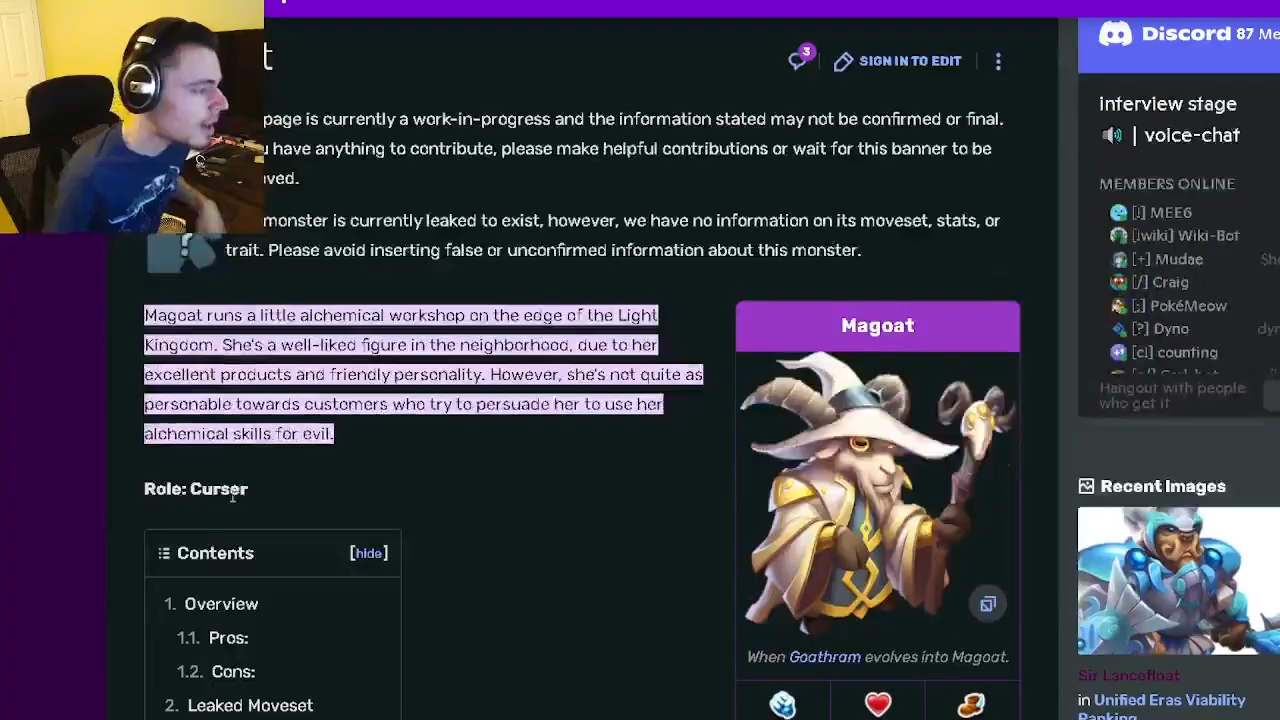 t
3
SIGN IN TO EDIT
page is currently a work-in-progress and the information stated may not be confirmed or final.
have anything to contribute, please make helpful contributions or wait for this banner to be
ved.
monster is currently leaked to exist, however, we have no information on its moveset, stats, or
trait. Please avoid inserting false or unconfirmed information about this monster.
Magoat runs a little alchemical workshop on the edge of the Light
Kingdom. She's a well-liked figure in the neighborhood, due to her
excellent products and friendly personality. However, she's not quite as
personable towards customers who try to persuade her to use her
alchemical skills for evil.
Role: Curser
Contents [hide]
1. Overview
1.1. Pros:
1.2. Cons:
2. Leaked Moveset
Magoat
When Goathram evolves into Magoat.
Discord 87 Me
interview stage
| voice-chat
MEMBERS ONLINE
[.] MEE6
[!wiki] Wiki-Bot
[+] Mudae
[/] Craig
[;] PokéMeow
[?] Dyno
[c!] counting
Hangout with people
who get it
Recent Images
Sir Lancefloat
in Unified Eras Viability
Ranking